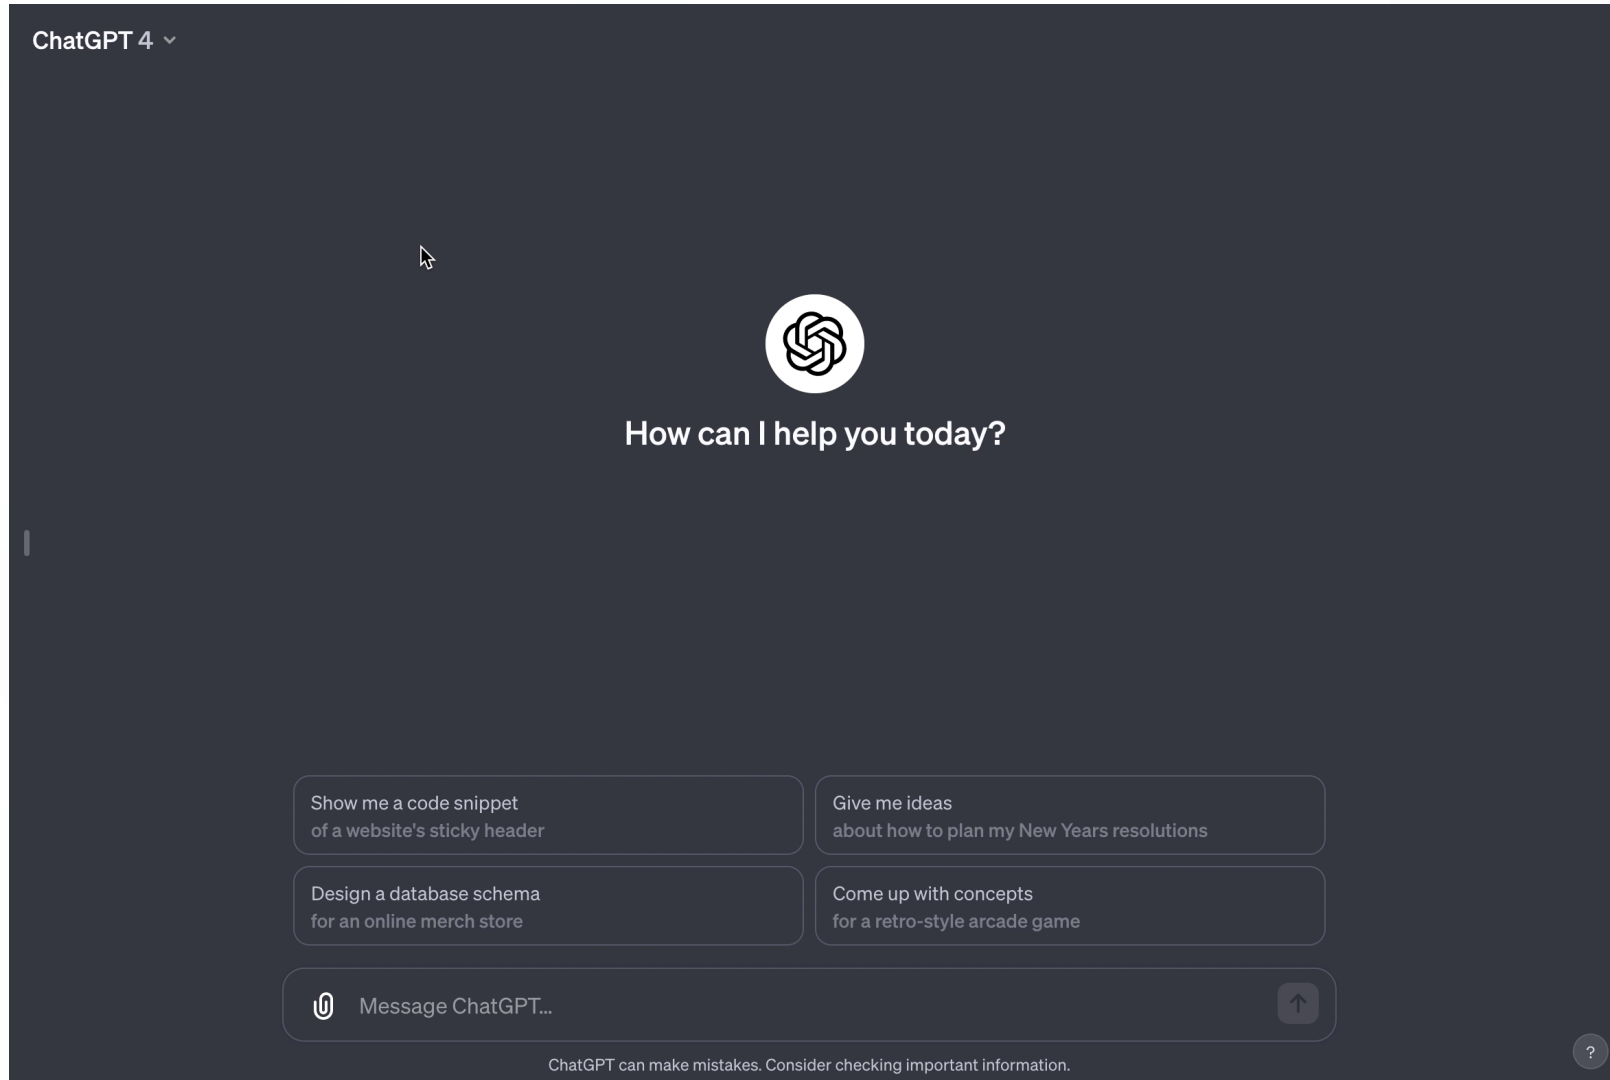 ChatGPT 4
How can I help you today?
Show me a code snippet
of a website's sticky header
Give me ideas
about how to plan my New Years resolutions
Design a database schema
for an online merch store
Come up with concepts
for a retro-style arcade game
Message ChatGPT...
ChatGPT can make mistakes. Consider checking important information.
?